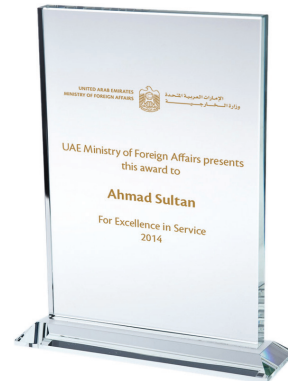 UNITED ARAB EMIRATES
MINISTRY OF FOREIGN AFFAIRS
الإمارات العربية المتحدة
وزارة الخارجيـــــــة
UAE Ministry of Foreign Affairs presents
this award to
Ahmad Sultan
For Excellence in Service
2014